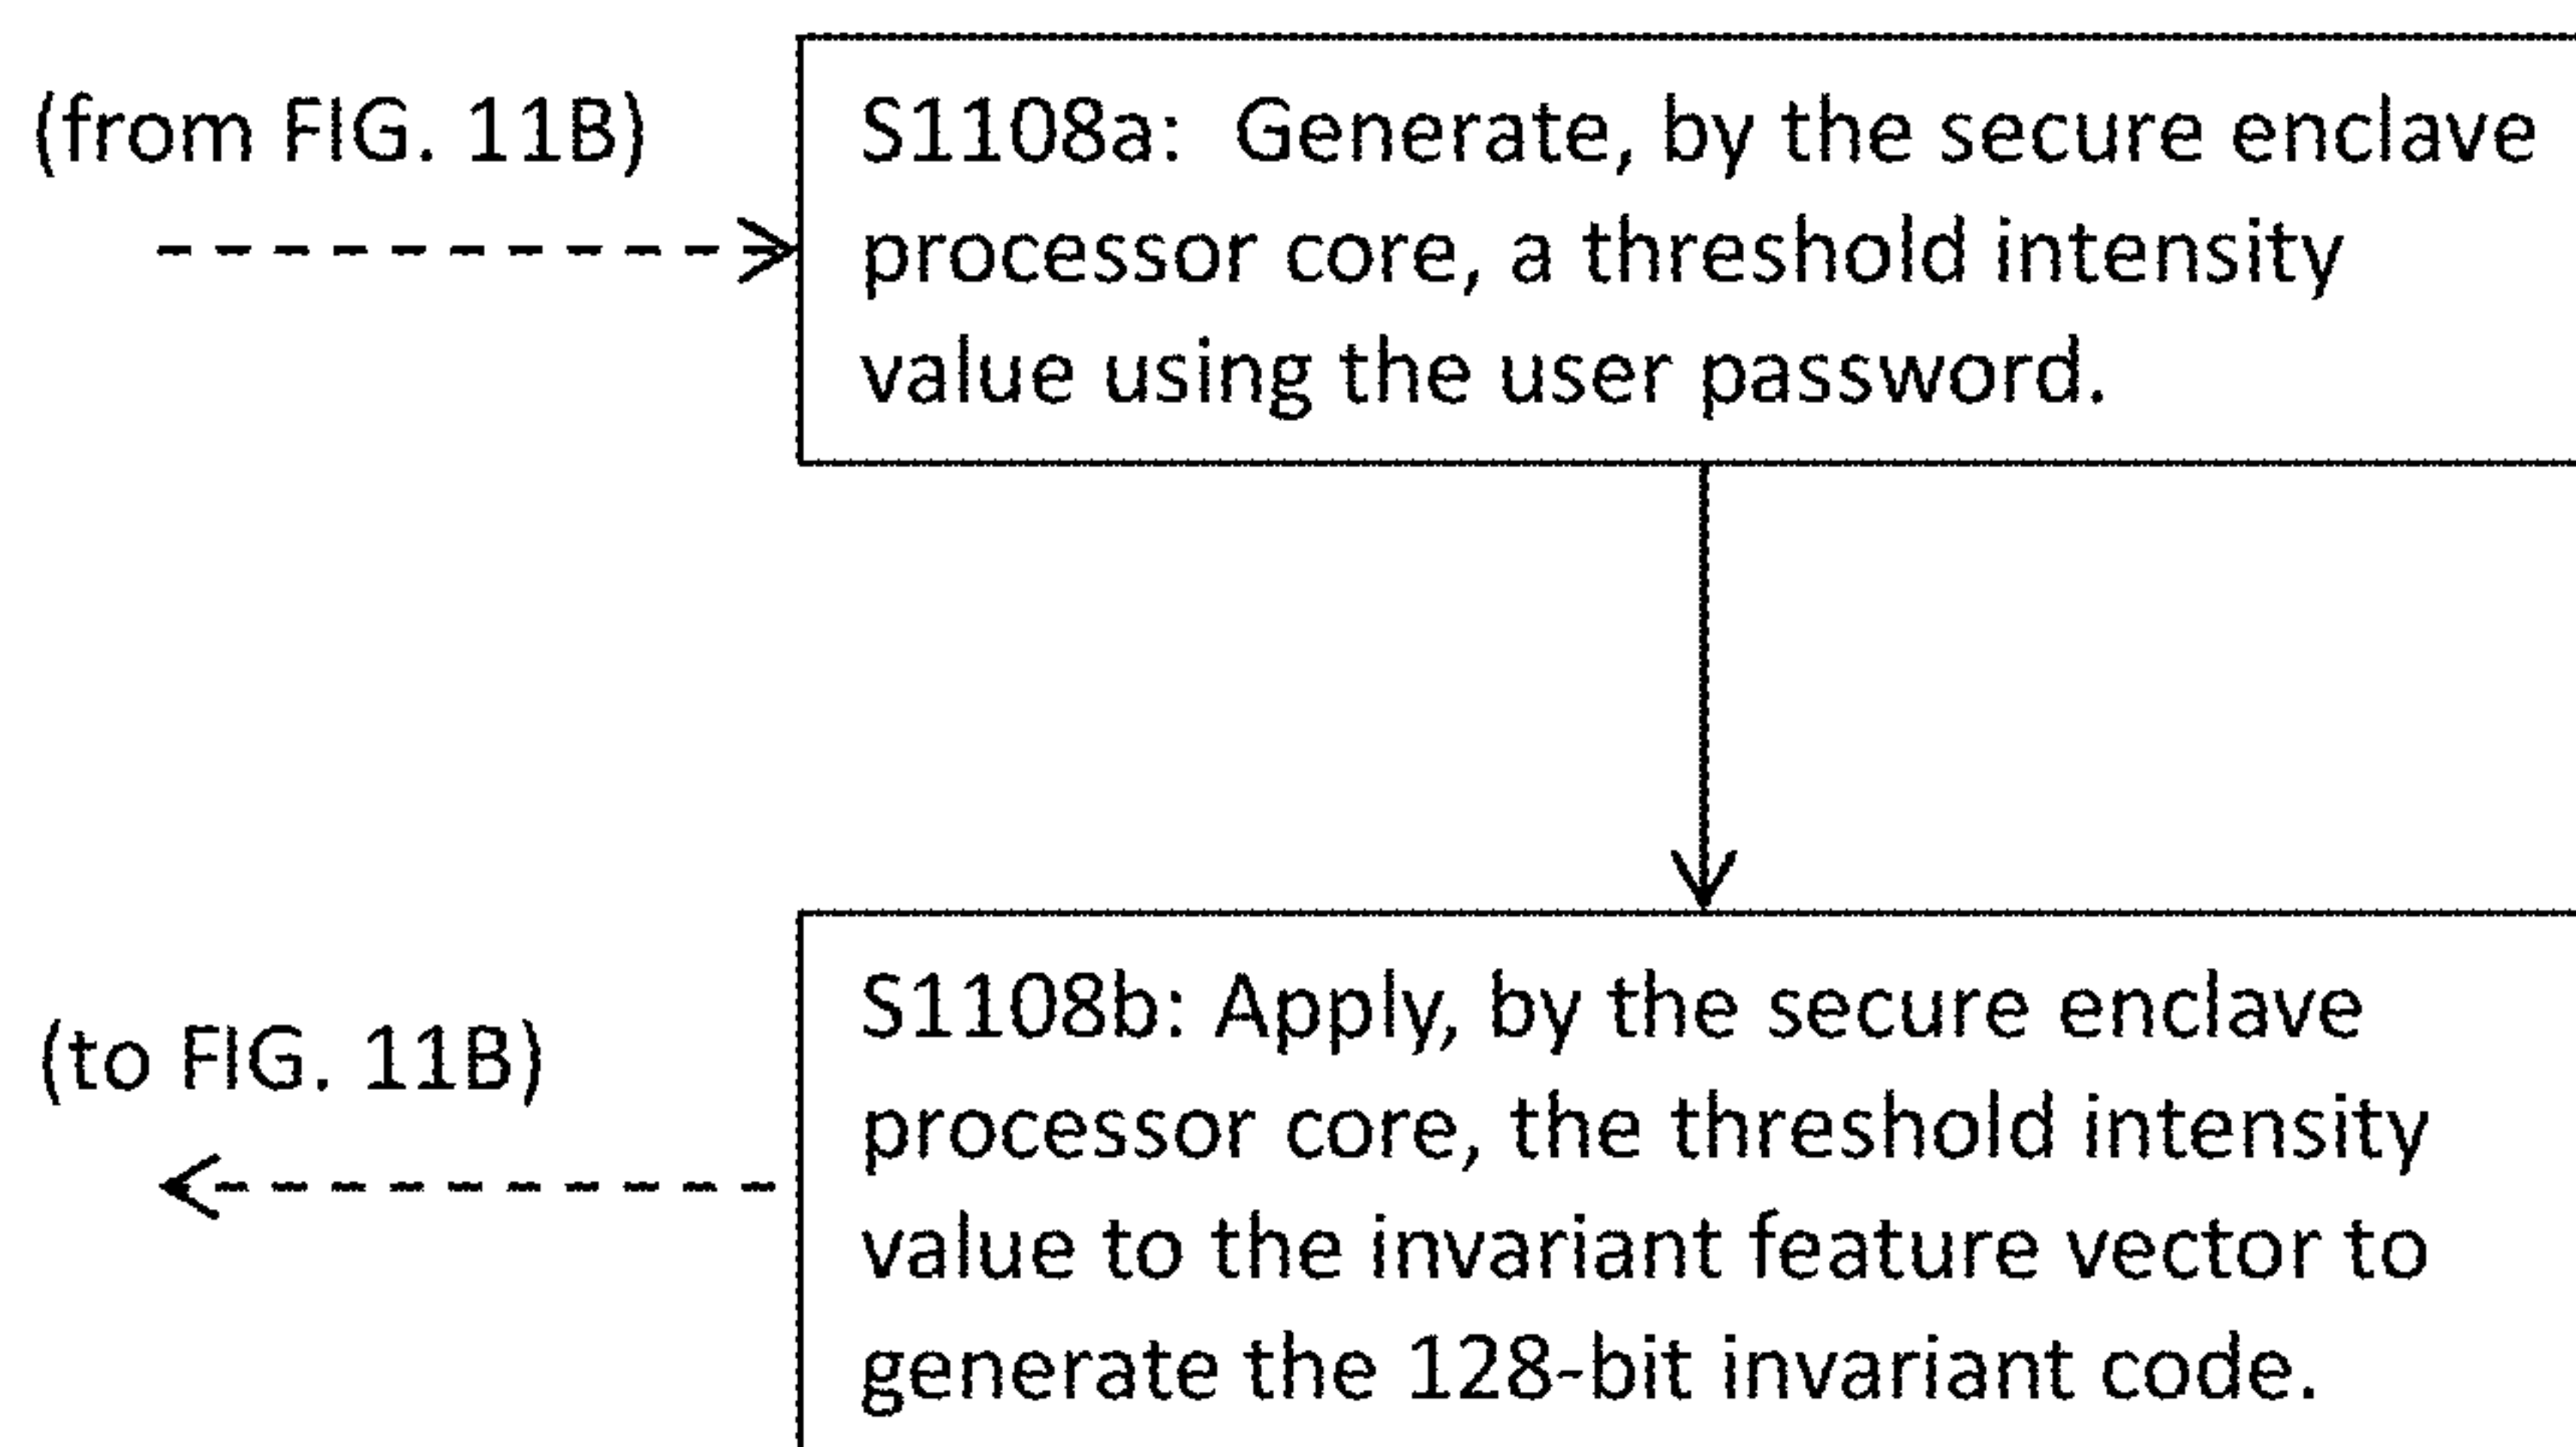 (from FIG. 11B)
S1108a:  Generate, by the secure enclave
processor core, a threshold intensity
value using the user password.
(to FIG. 11B)
S1108b: Apply, by the secure enclave
processor core, the threshold intensity
value to the invariant feature vector to
generate the 128-bit invariant code.